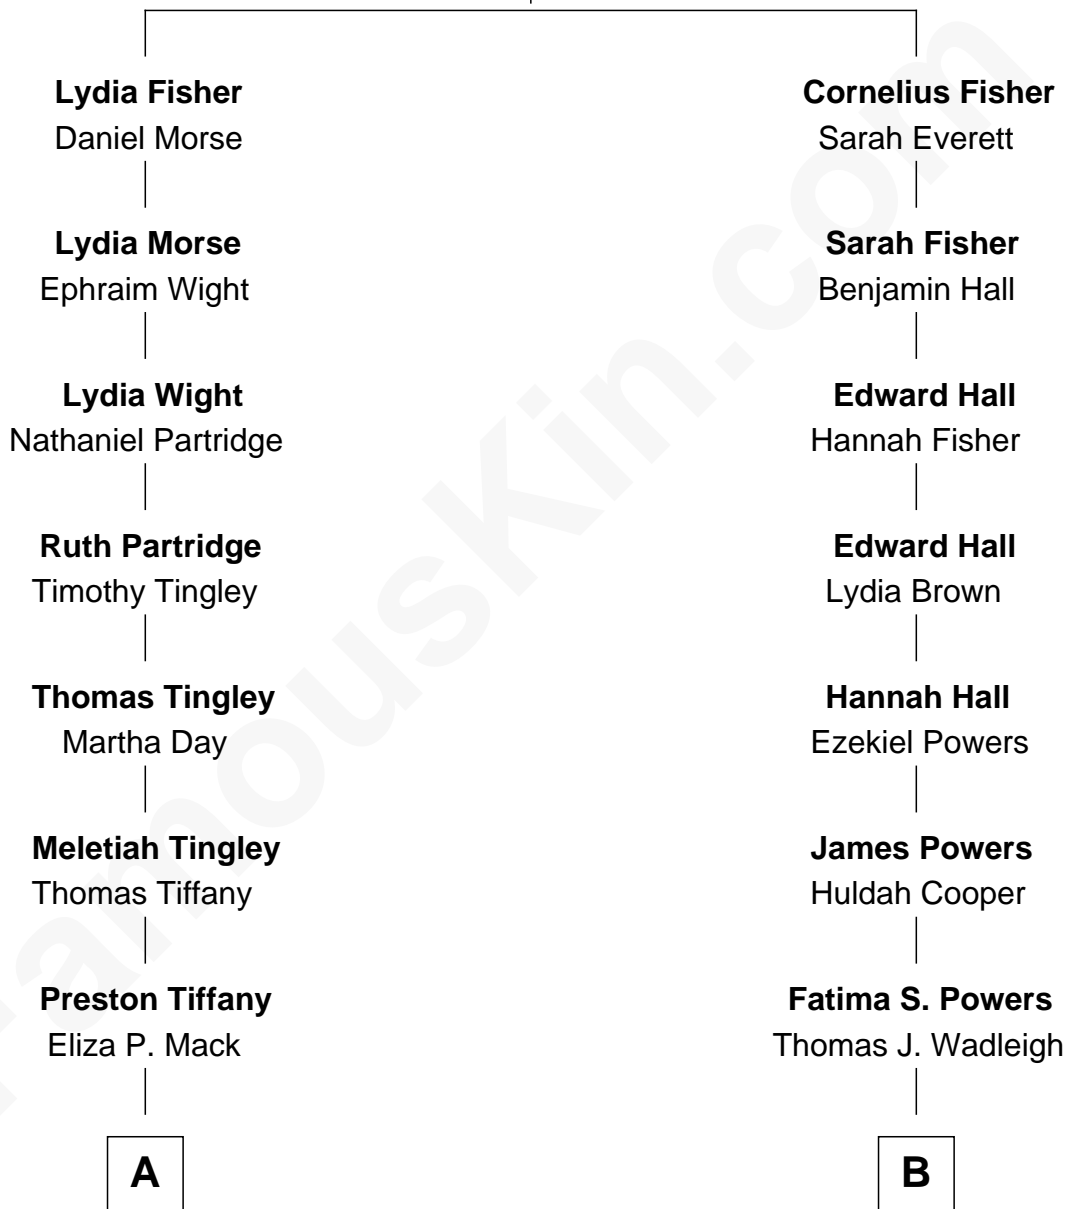 Lydia Fisher
Daniel Morse
Cornelius Fisher
Sarah Everett
Lydia Morse
Ephraim Wight
Sarah Fisher
Benjamin Hall
Lydia Wight
Nathaniel Partridge
Edward Hall
Hannah Fisher
Ruth Partridge
Timothy Tingley
Edward Hall
Lydia Brown
Thomas Tingley
Martha Day
Hannah Hall
Ezekiel Powers
Meletiah Tingley
Thomas Tiffany
James Powers
Huldah Cooper
Preston Tiffany
Eliza P. Mack
Fatima S. Powers
Thomas J. Wadleigh
A
B
FamousKin.com